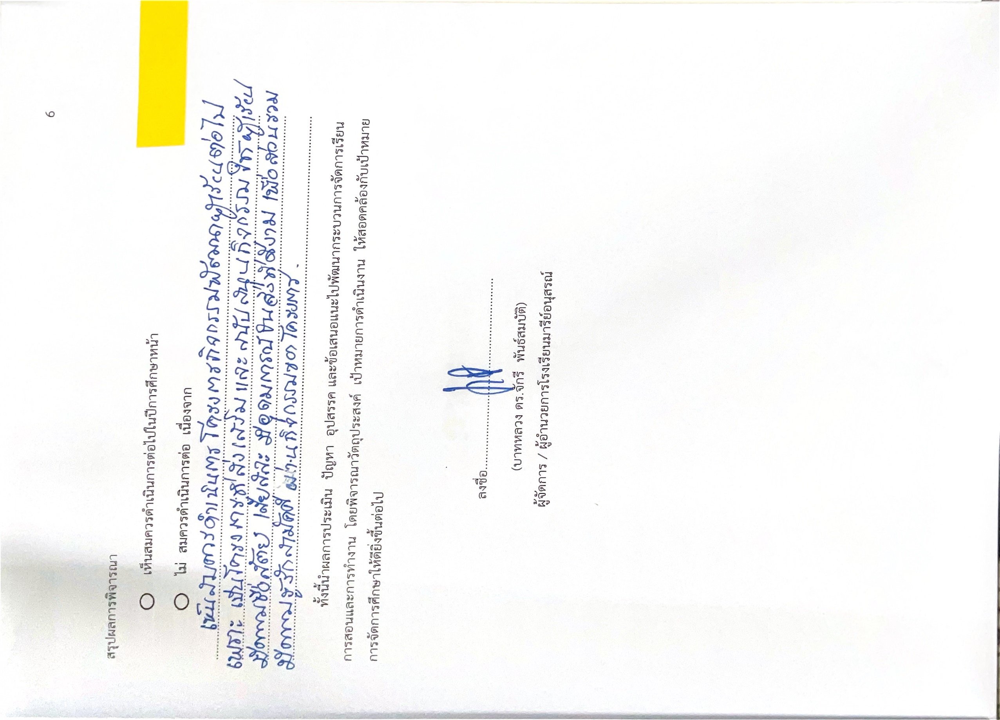 6
สรุปผลการพิจารณา
เห็นสมควรดำเนินการต่อไปในปีการศึกษาหน้า
ไม่ สมควรดำเนินการต่อ เนื่องจาก
เห็นสมควรดำเนินการโครงการกิจกรรมพัฒนาผู้เรียนต่อไป
เพราะ เป็นโครงการที่ส่งเสริม และสนับสนุนกิจกรรมให้ผู้เรียน
มีความซื่อสัตย์ เสียสละ มีอุดมการณ์ในสิ่งที่ดีงาม เพื่อส่วนรวม
มีความรู้รักสามัคคี ผ่านกิจกรรมของโครงการ.
ทั้งนี้นำผลการประเมิน ปัญหา อุปสรรค และข้อเสนอแนะไปพัฒนากระบวนการจัดการเรียน
การสอนและการทำงาน โดยพิจารณาวัตถุประสงค์ เป้าหมายการดำเนินงาน ให้สอดคล้องกับเป้าหมาย
การจัดการศึกษาให้ดียิ่งขึ้นต่อไป
ลงชื่อ
(บาทหลวง ดร.จักรี พันธ์สมบัติ)
ผู้จัดการ / ผู้อำนวยการโรงเรียนมารีย์อนุสรณ์